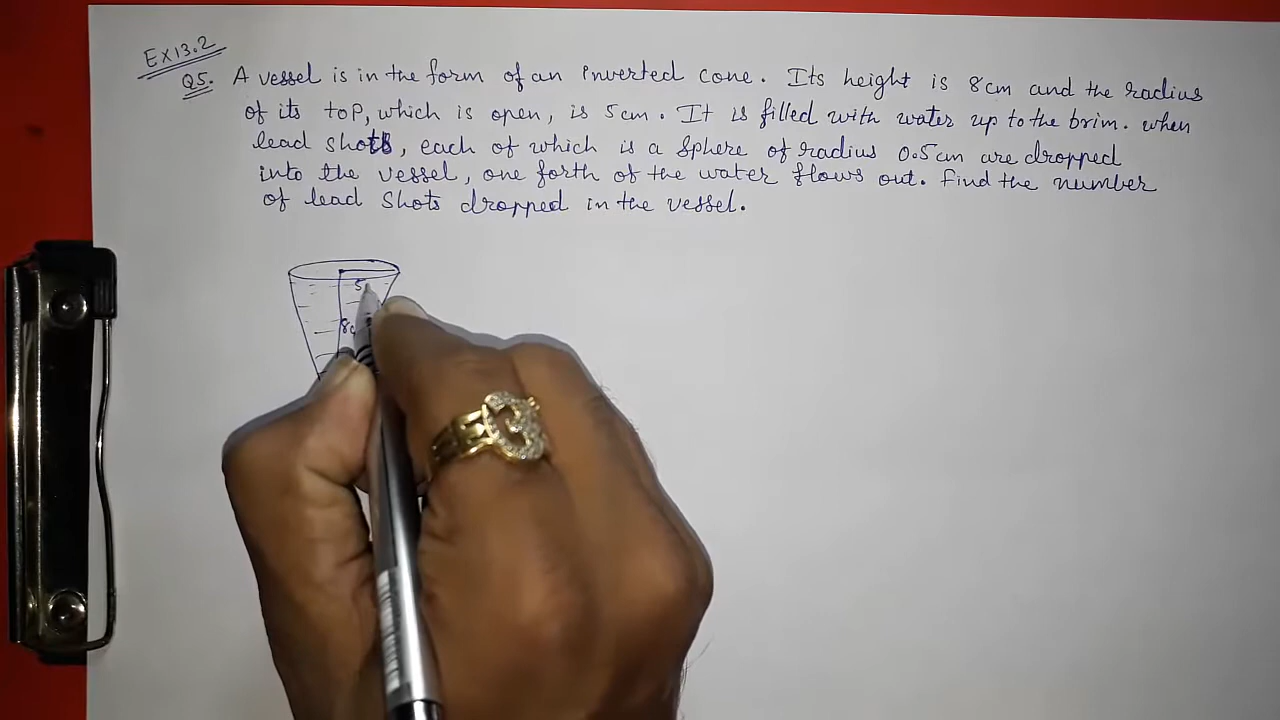 Ex13.2
Q5. A vessel is in the form of an inverted cone. Its height is 8cm and the radius
of its top, which is open, is 5cm. It is filled with water up to the brim. when
lead shots, each of which is a sphere of radius 0.5cm are dropped
into the vessel, one forth of the water flows out. find the number
of lead shots dropped in the vessel.
5
8c